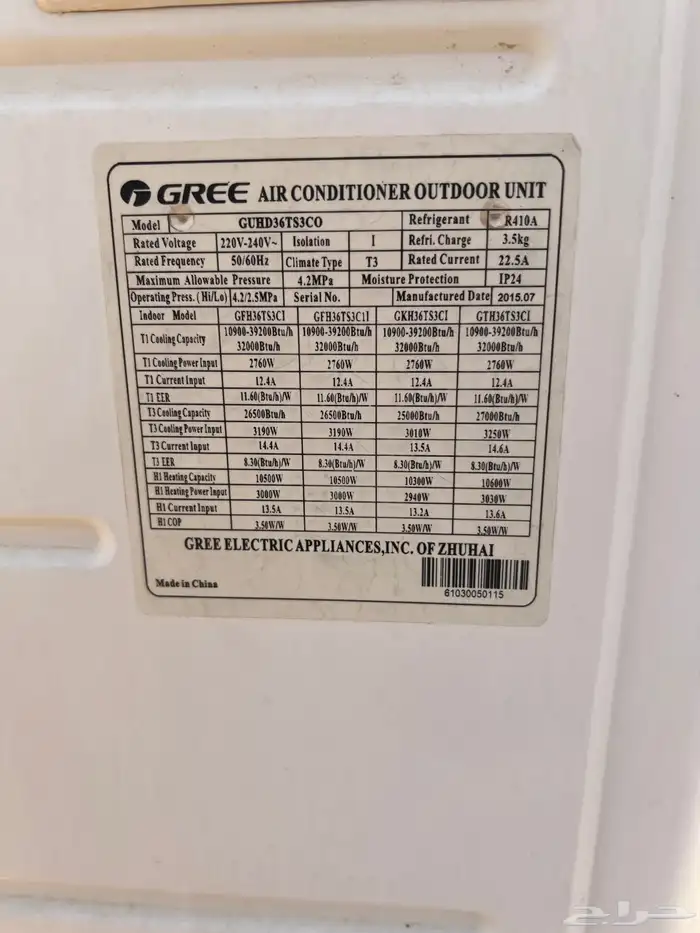 GREE AIR CONDITIONER OUTDOOR UNIT
Model GUHD36TS3CO Refrigerant R410A
Rated Voltage 220V-240V~ Isolation I Refri. Charge 3.5kg
Rated Frequency 50/60Hz Climate Type T3 Rated Current 22.5A
Maximum Allowable Pressure 4.2MPa Moisture Protection IP24
Operating Press. (Hi/Lo) 4.2/2.5MPa Serial No. Manufactured Date 2015.07
Indoor Model GFH36TS3CI GFH36TS3C1I GKH36TS3CI GTH36TS3CI
T1 Cooling Capacity 10900-39200Btu/h 10900-39200Btu/h 10900-39200Btu/h 10900-39200Btu/h
32000Btu/h 32000Btu/h 32000Btu/h 32000Btu/h
T1 Cooling Power Input 2760W 2760W 2760W 2760W
T1 Current Input 12.4A 12.4A 12.4A 12.4A
T1 EER 11.60(Btu/h)/W 11.60(Btu/h)/W 11.60(Btu/h)/W 11.60(Btu/h)/W
T3 Cooling Capacity 26500Btu/h 26500Btu/h 25000Btu/h 27000Btu/h
T3 Cooling Power Input 3190W 3190W 3010W 3250W
T3 Current Input 14.4A 14.4A 13.5A 14.6A
T3 EER 8.30(Btu/h)/W 8.30(Btu/h)/W 8.30(Btu/h)/W 8.30(Btu/h)/W
H1 Heating Capacity 10500W 10500W 10300W 10600W
H1 Heating Power Input 3000W 3000W 2940W 3030W
H1 Current Input 13.5A 13.5A 13.2A 13.6A
H1 COP 3.50W/W 3.50W/W 3.50W/W 3.50W/W
GREE ELECTRIC APPLIANCES,INC. OF ZHUHAI
Made in China
61030050115
حراج